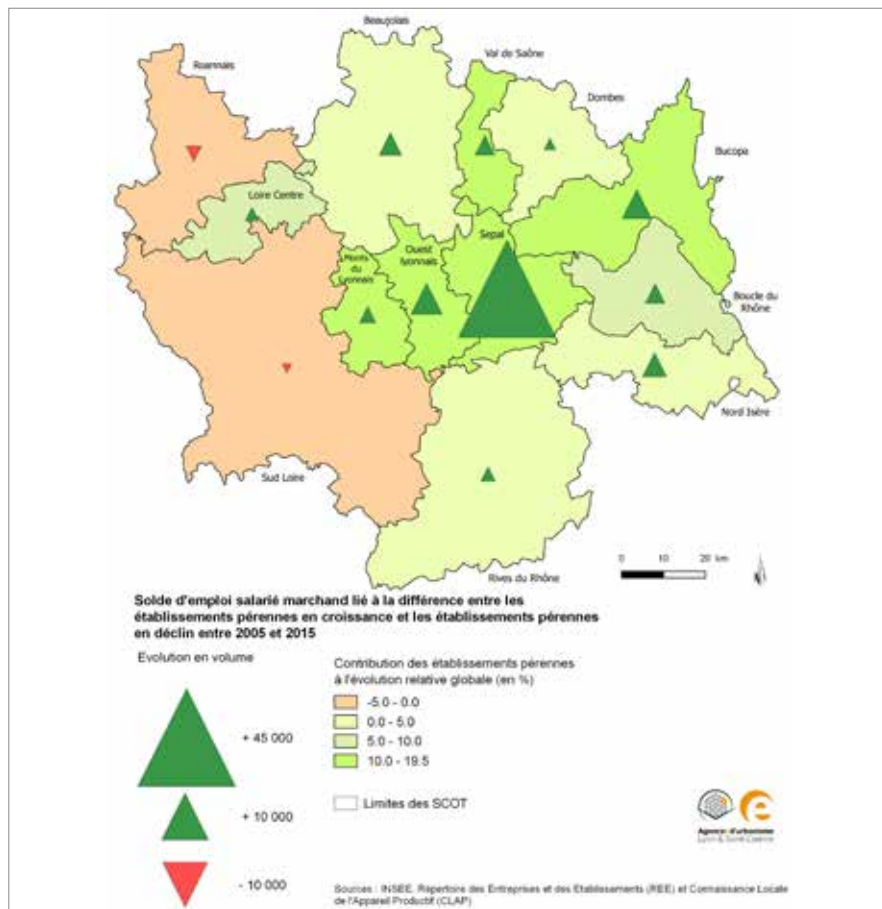 Beaujolais
Val de Saône
Roannais
Dombes
Bucopa
Loire Centre
Sepal
Ouest
lyonnais
Monts
du
Lyonnais
Boucle du
Rhône
Nord Isère
Sud Loire
Rives du Rhône
0 10 20 km
Solde d'emploi salarié marchand lié à la différence entre les
établissements pérennes en croissance et les établissements pérennes
en déclin entre 2005 et 2015
Evolution en volume
+ 45 000
+ 10 000
- 10 000
Contribution des établissements pérennes
à l'évolution relative globale (en %)
-5.0 - 0.0
0.0 - 5.0
5.0 - 10.0
10.0 - 19.5
Limites des SCOT
Agence d'urbanisme
Lyon & Saint-Etienne
Sources : INSEE. Répertoire des Entreprises et des Etablissements (REE) et Connaissance Locale
de l'Appareil Productif (CLAP)